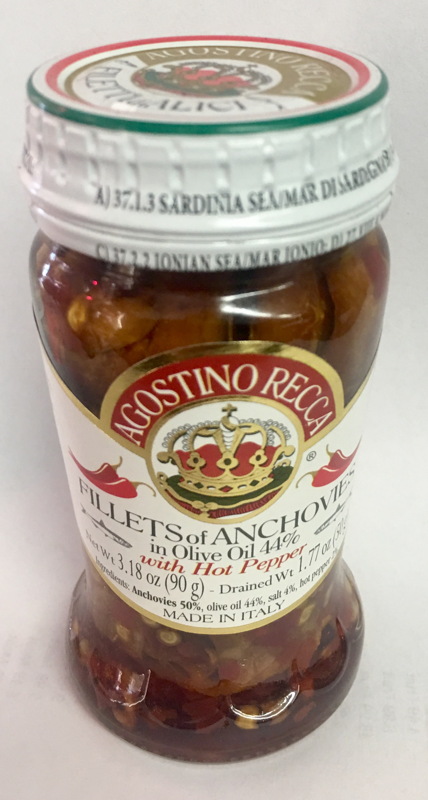 AGOSTINO RECCA
FILETTI di ALICI
A) 37.1.3 SARDINIA SEA/MAR DI SARDEGNA
C) 37.2.2 IONIAN SEA/MAR IONIO; D)
AGOSTINO RECCA
®
FILLETS of ANCHOVIES
in Olive Oil 44%
with Hot Pepper
Net Wt 3.18 oz (90 g) - Drained Wt 1.77 oz
Ingredients: Anchovies 50%, olive oil 44%, salt 4%, hot pepper
MADE IN ITALY